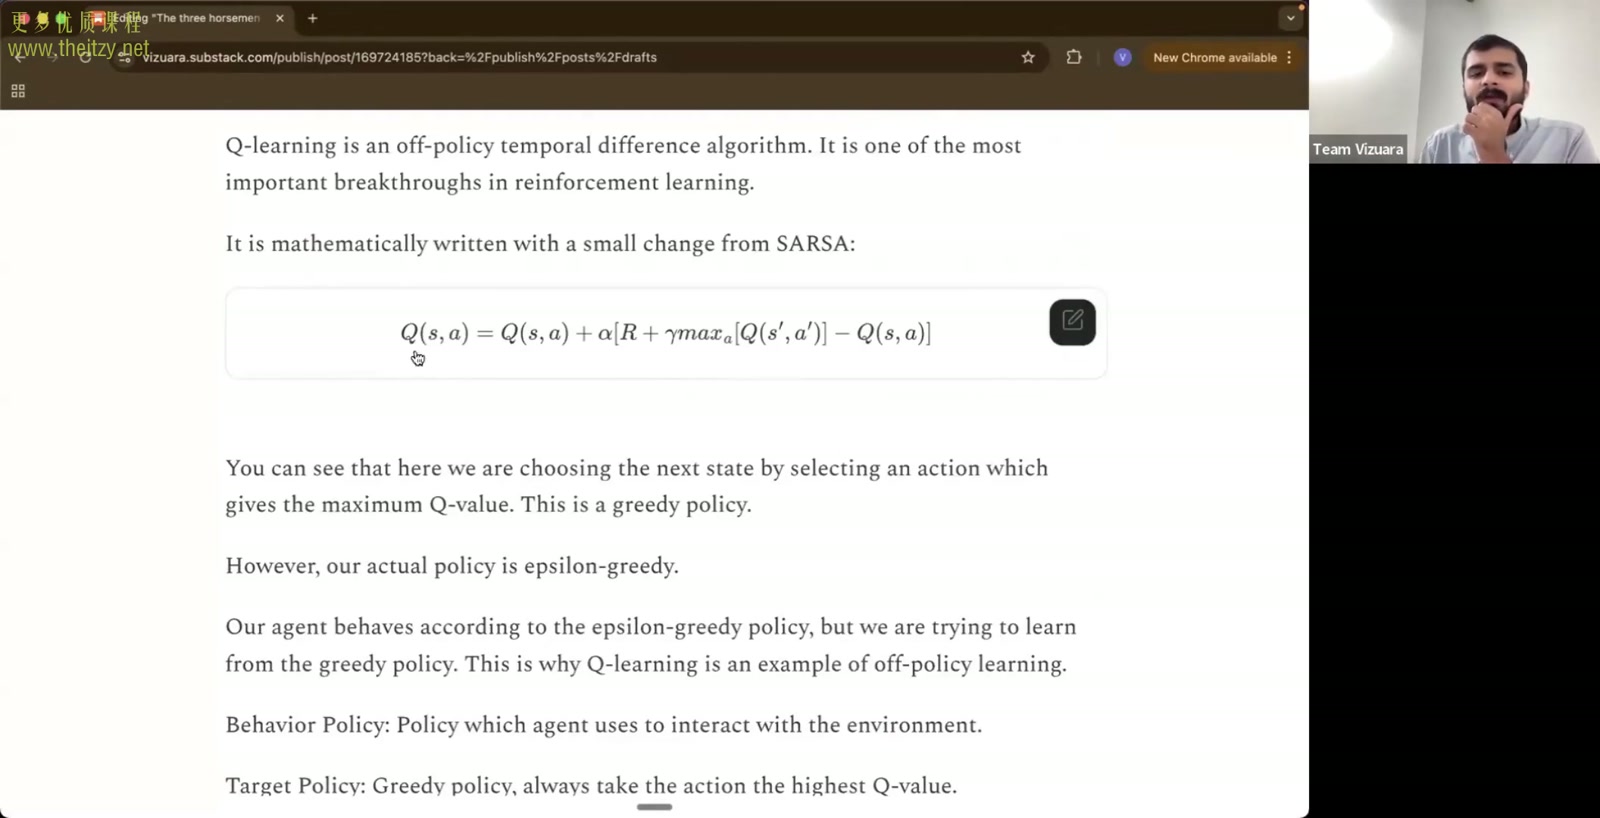 更多优质课程
www.theitzy.net
Editing "The three horsemen
vizuara.substack.com/publish/post/169724185?back=%2Fpublish%2Fposts%2Fdrafts
V
New Chrome available
Team Vizuara
Q-learning is an off-policy temporal difference algorithm. It is one of the most
important breakthroughs in reinforcement learning.
It is mathematically written with a small change from SARSA:
Q(s, a) = Q(s, a) + α[R + γmaxₐ[Q(s′, a′)] − Q(s, a)]
You can see that here we are choosing the next state by selecting an action which
gives the maximum Q-value. This is a greedy policy.
However, our actual policy is epsilon-greedy.
Our agent behaves according to the epsilon-greedy policy, but we are trying to learn
from the greedy policy. This is why Q-learning is an example of off-policy learning.
Behavior Policy: Policy which agent uses to interact with the environment.
Target Policy: Greedy policy, always take the action the highest Q-value.